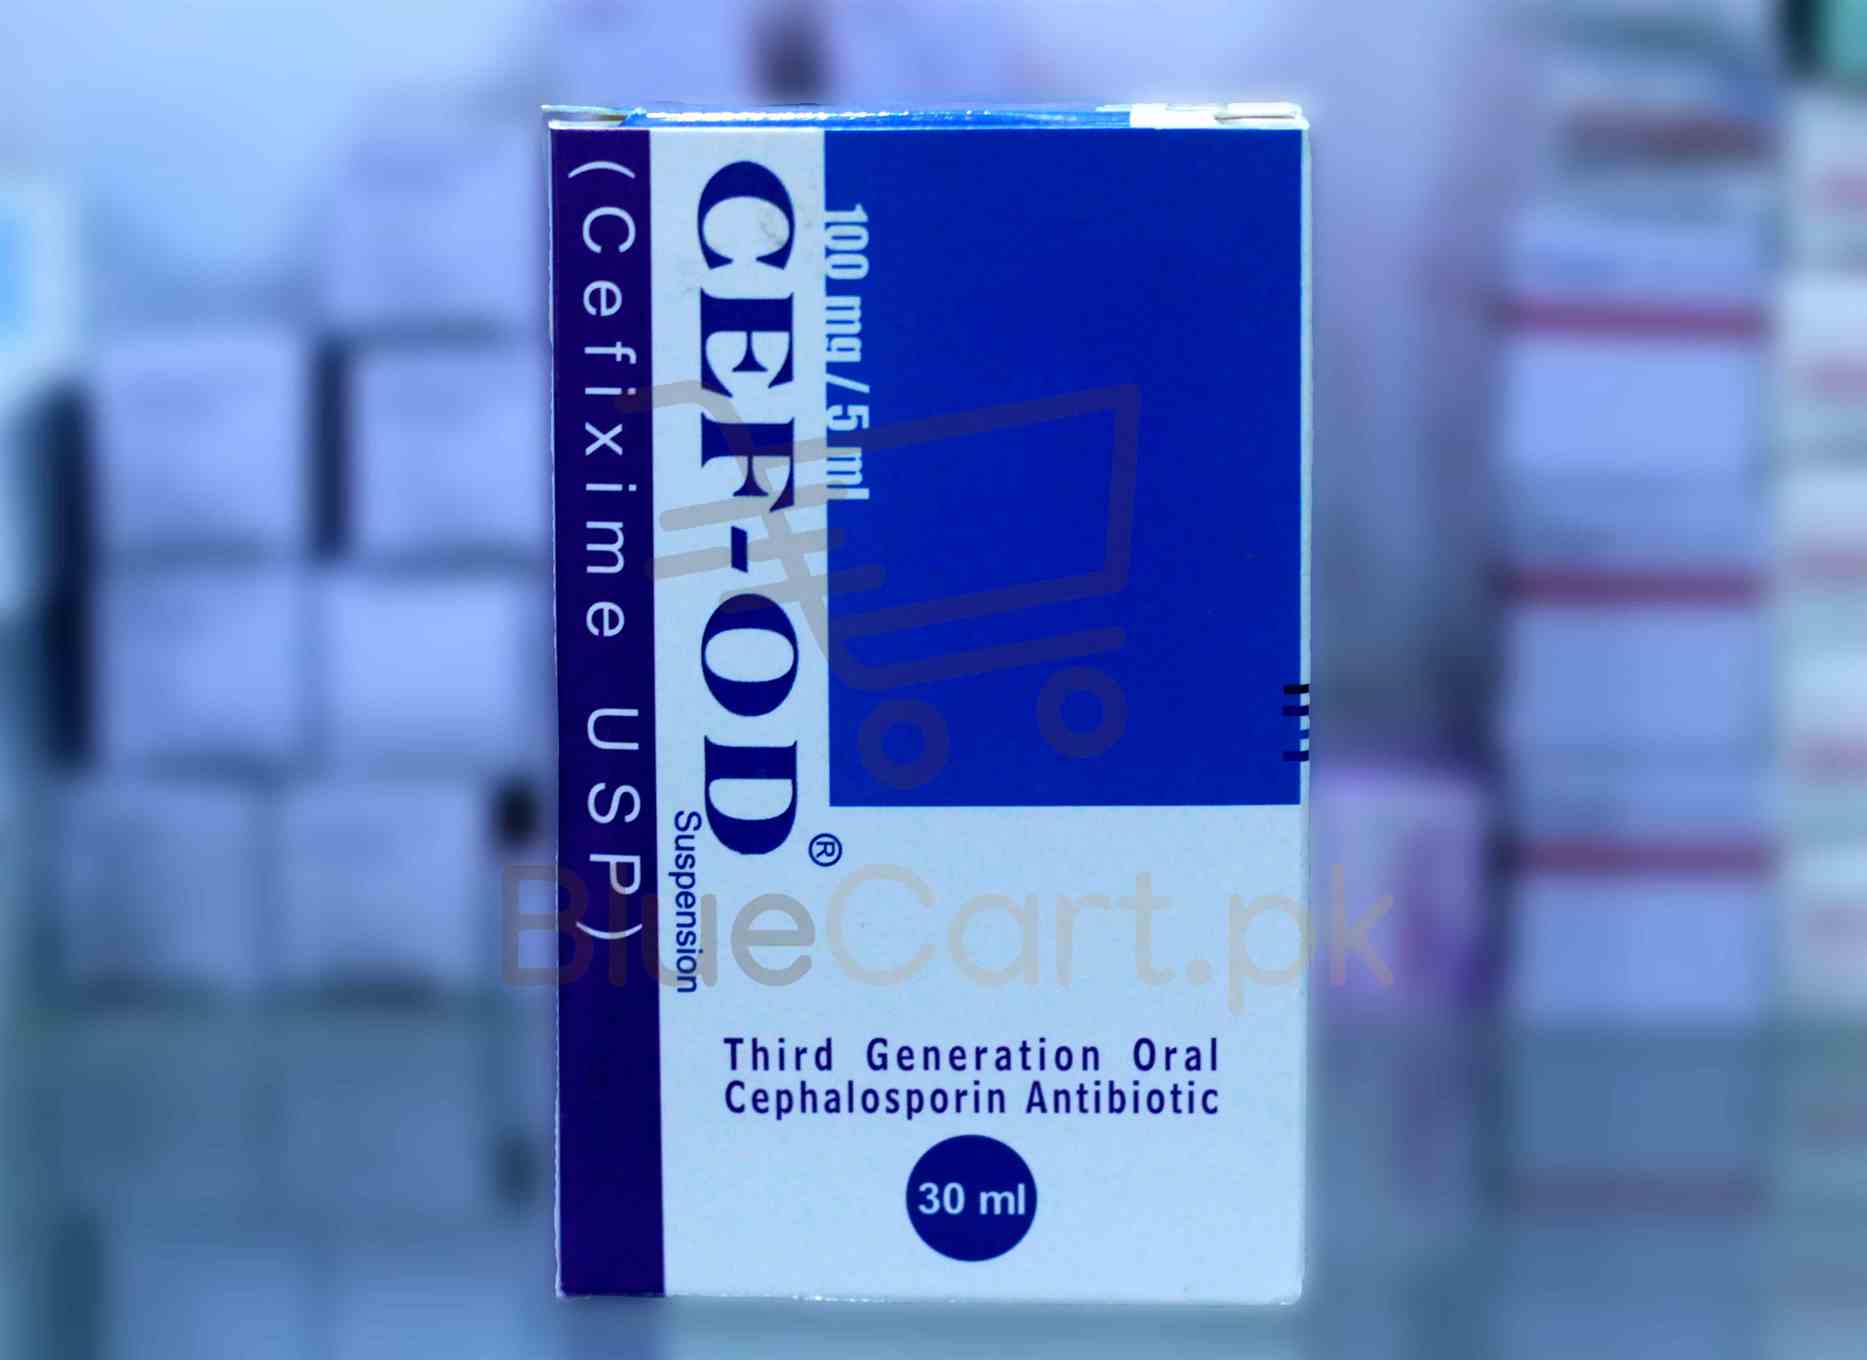 (Cefixime USP)
CEF-OD®
Suspension
100 mg / 5 ml
Third Generation Oral
Cephalosporin Antibiotic
30 ml
BlueCart.pk